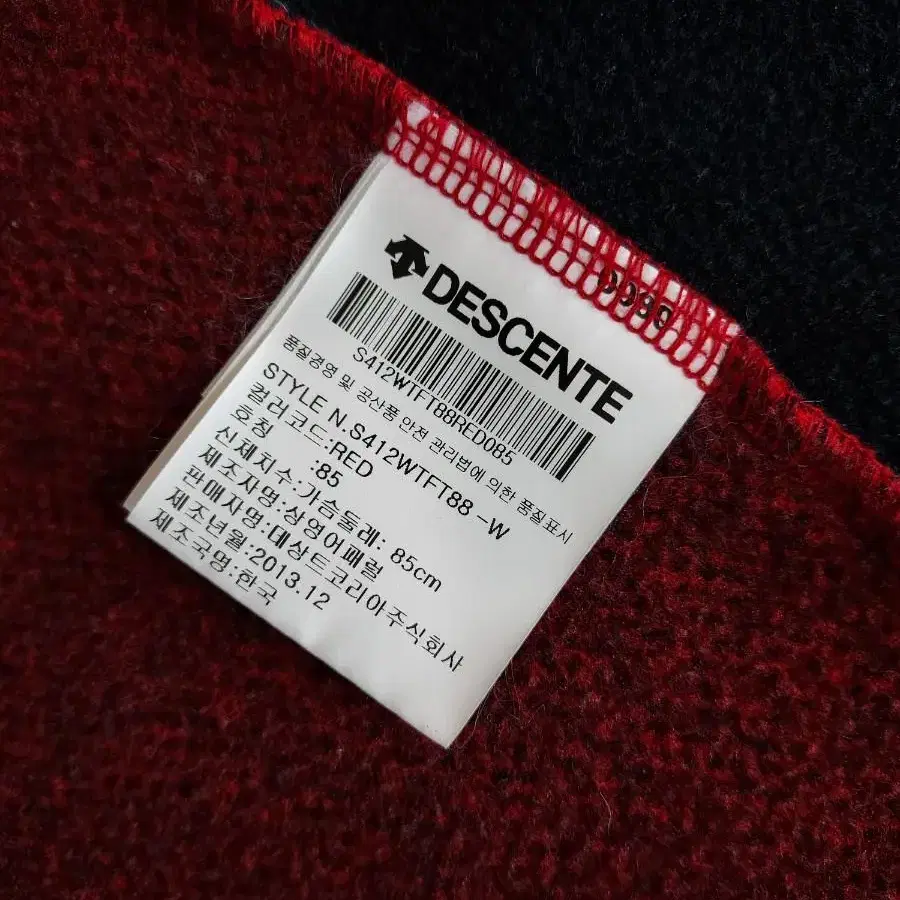 DESCENTE
S412WTFT88RED085
품질경영 및 공산품 안전 관리법에 의한 품질표시
STYLE N.S412WTFT88 -W
컬러코드:RED
호칭 :85
신체치수:가슴둘레: 85cm
제조자명:상영어패럴
판매자명:대상트코리아주식회사
제조년월:2013.12
제조국명:한국